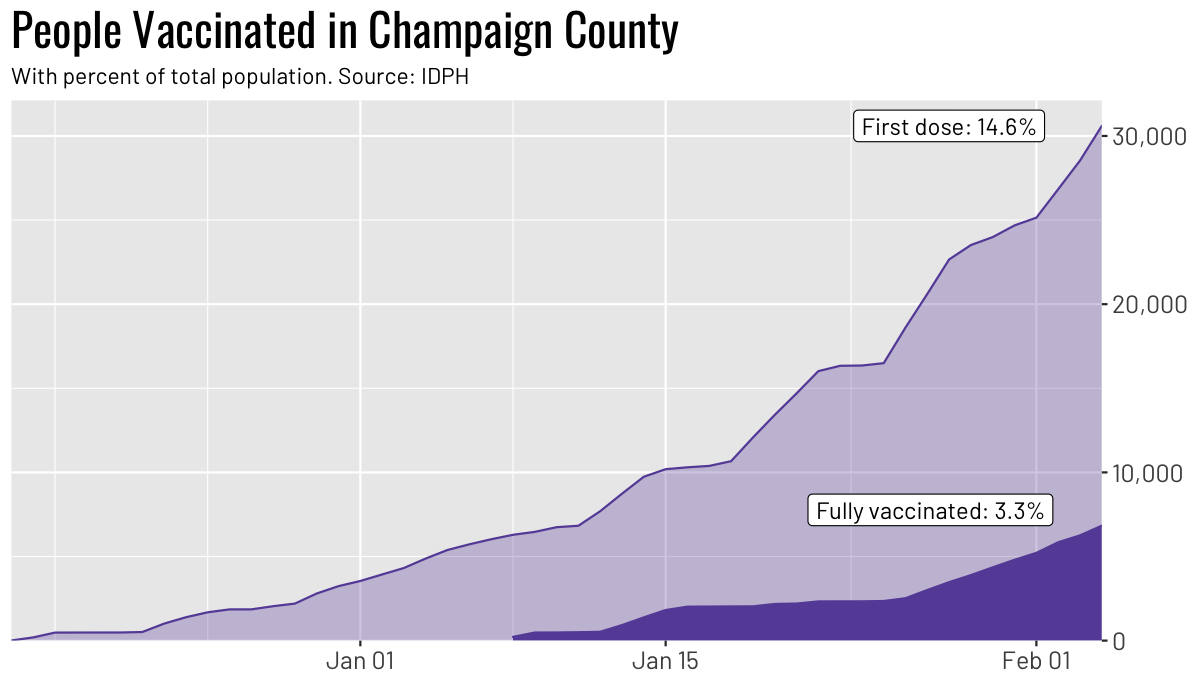 People Vaccinated in Champaign County
With percent of total population. Source: IDPH
First dose: 14.6%
30,000
20,000
10,000
Fully vaccinated: 3.3%
0
Jan 01 Jan 15 Feb 01